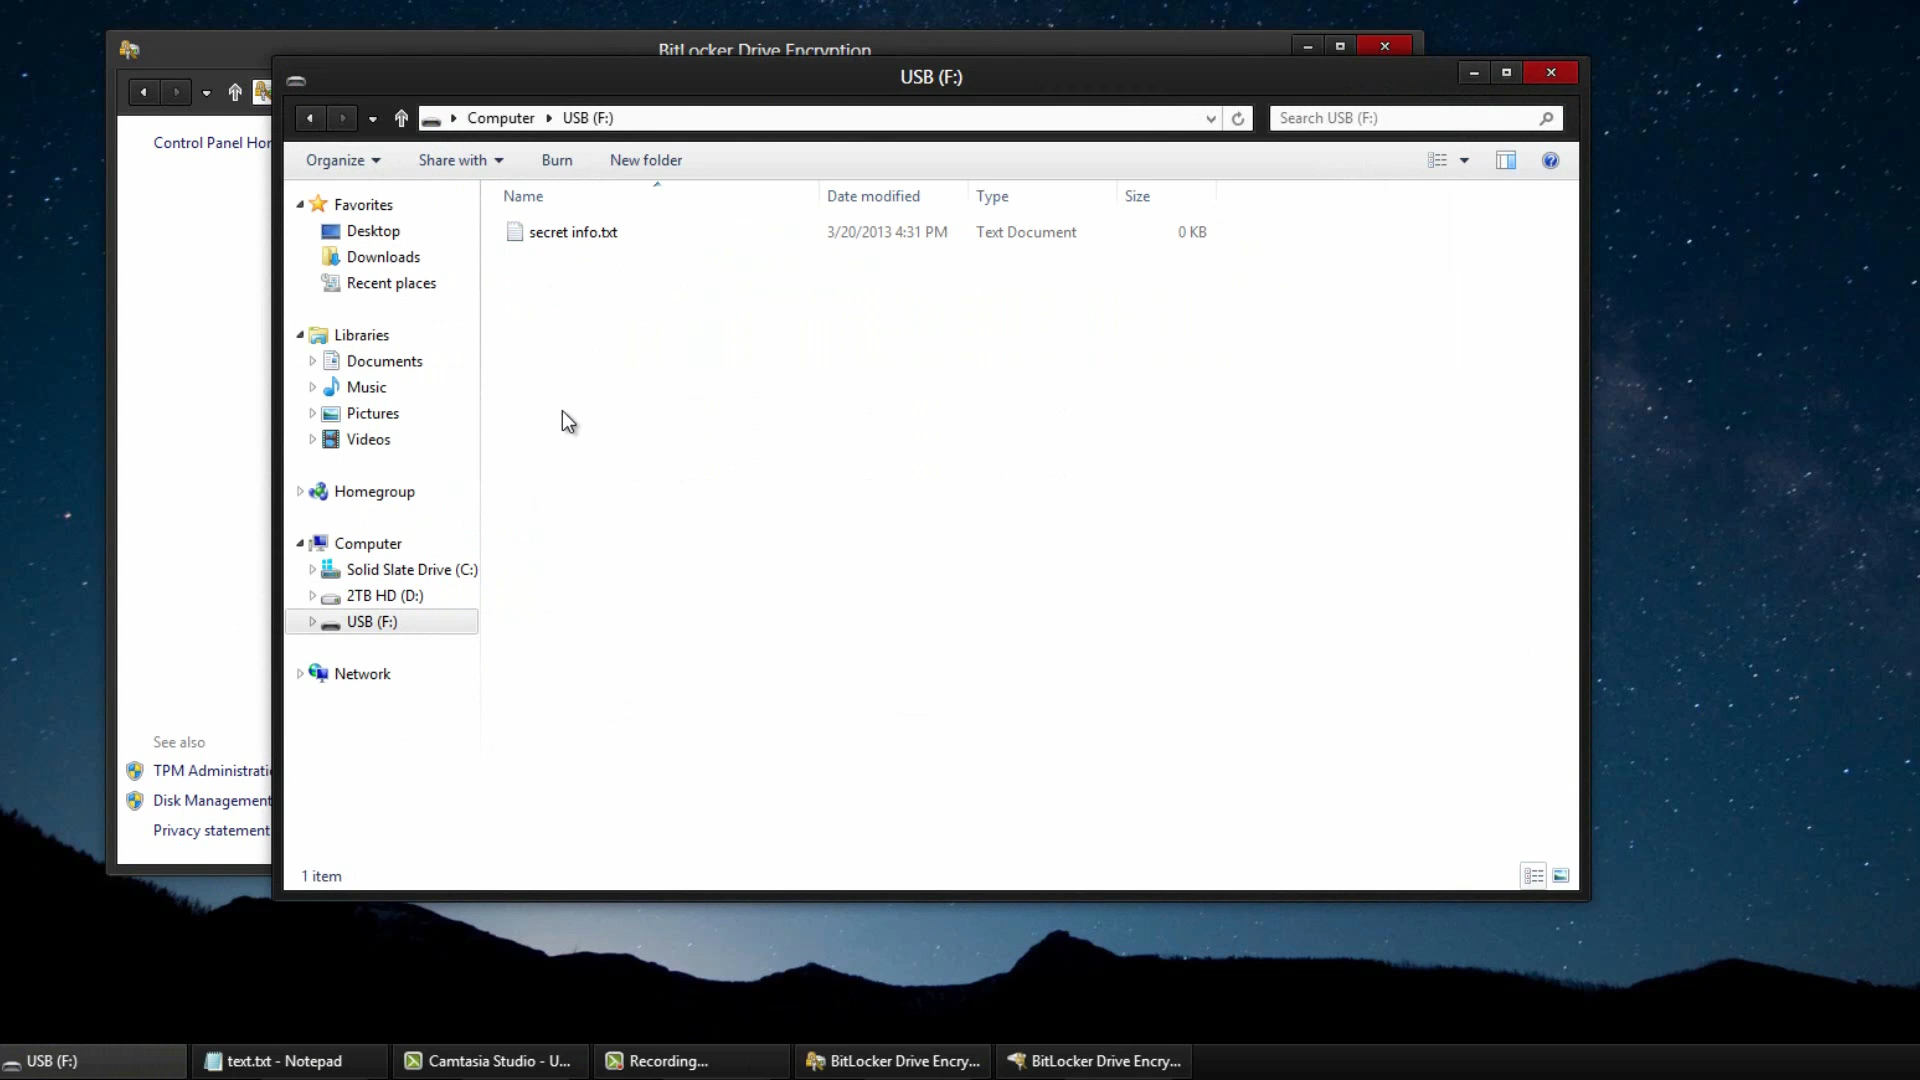 BitLocker Drive Encryption
USB (F:)
Computer USB (F:)
Search USB (F:)
Control Panel Hor
Organize Share with Burn New folder
Name Date modified Type Size
secret info.txt 3/20/2013 4:31 PM Text Document 0 KB
Favorites
Desktop
Downloads
Recent places
Libraries
Documents
Music
Pictures
Videos
Homegroup
Computer
Solid Slate Drive (C:)
2TB HD (D:)
USB (F:)
Network
See also
TPM Administratio
Disk Management
Privacy statement
1 item
USB (F:)
text.txt - Notepad
Camtasia Studio - U...
Recording...
BitLocker Drive Encry...
BitLocker Drive Encry...